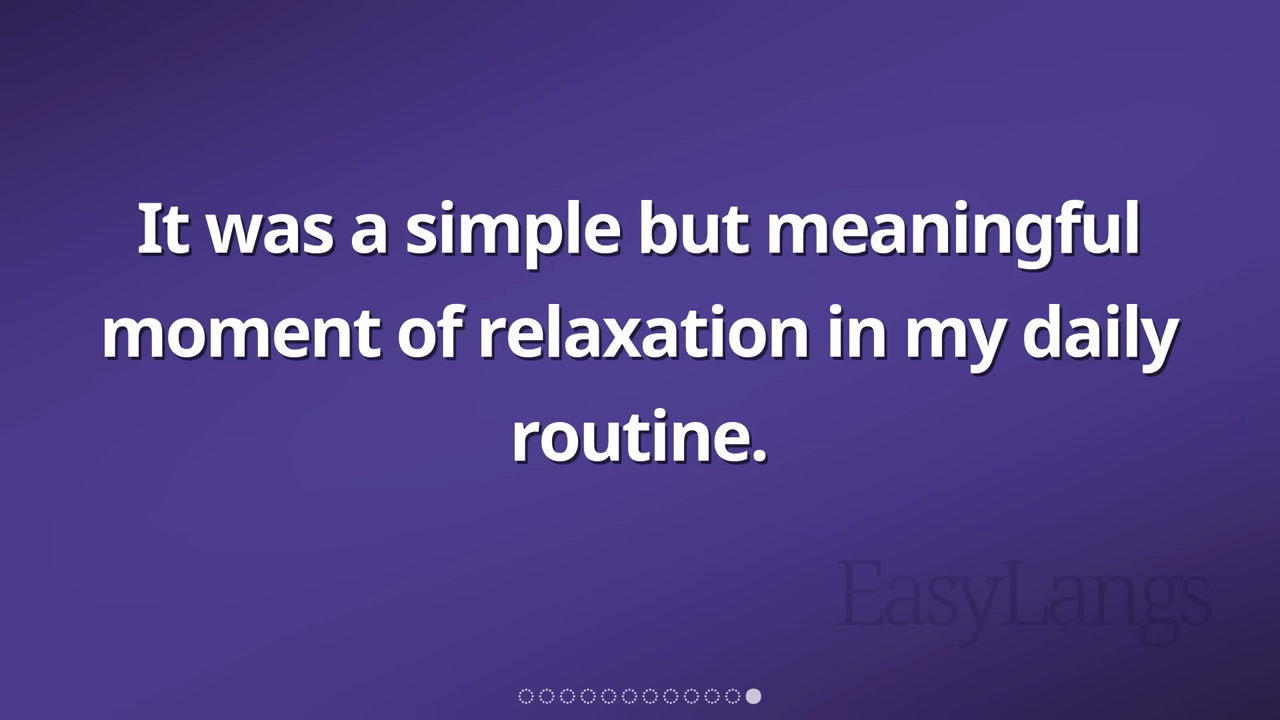 It was a simple but meaningful
moment of relaxation in my daily
routine.
EasyLangs